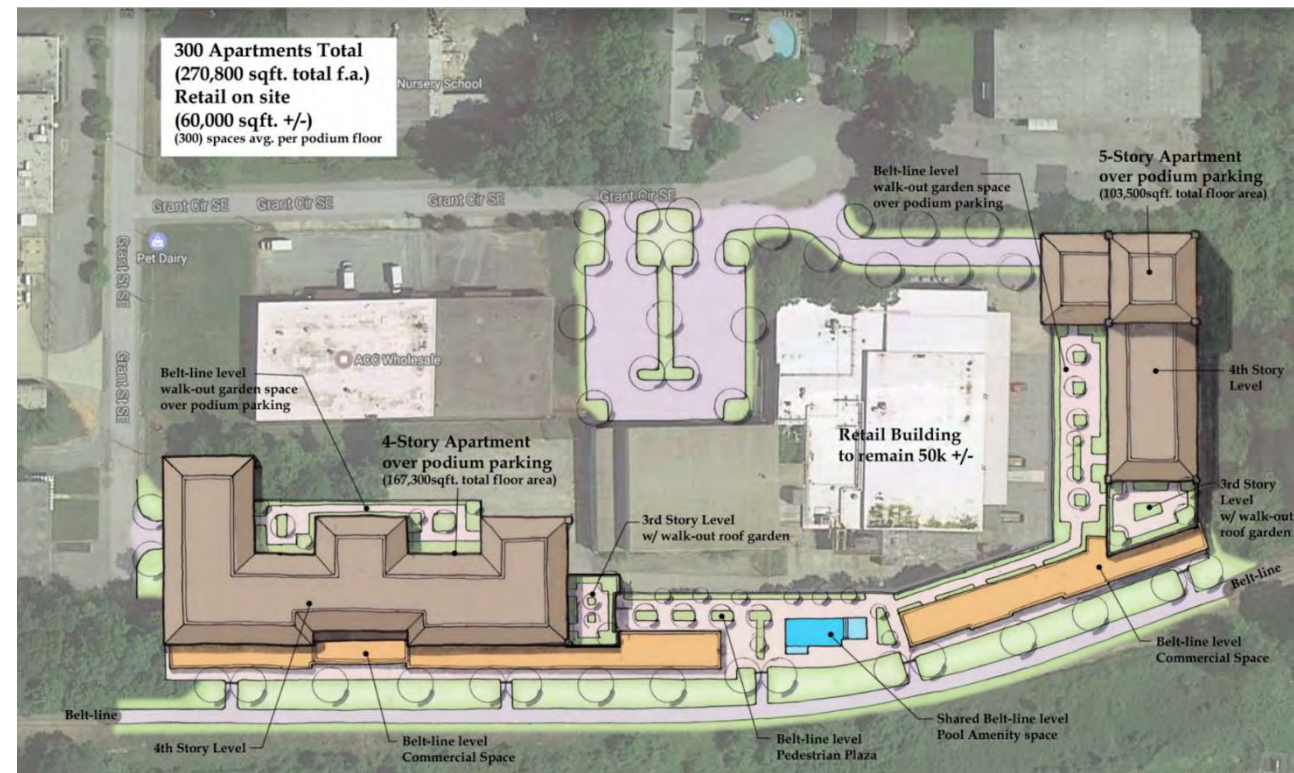 300 Apartments Total
(270,800 sqft. total f.a.)
Retail on site
(60,000 sqft. +/-)
(300) spaces avg. per podium floor
Nursery School
Grant Cir SE
Grant Cir SE
Grant Cir SE
Grant Cir SE
Belt-line level
walk-out garden space
over podium parking
5-Story Apartment
over podium parking
(103,500sqft. total floor area)
Pet Dairy
Grant St SE
Grant St SE
ACC Wholesale
Belt-line level
walk-out garden space
over podium parking
4th Story
Level
4-Story Apartment
over podium parking
(167,300sqft. total floor area)
Retail Building
to remain 50k +/-
3rd Story Level
w/ walk-out roof garden
3rd Story
Level
w/ walk-out
roof garden
Belt-line
Belt-line level
Commercial Space
Belt-line
4th Story Level
Belt-line level
Commercial Space
Belt-line level
Pedestrian Plaza
Shared Belt-line level
Pool Amenity space